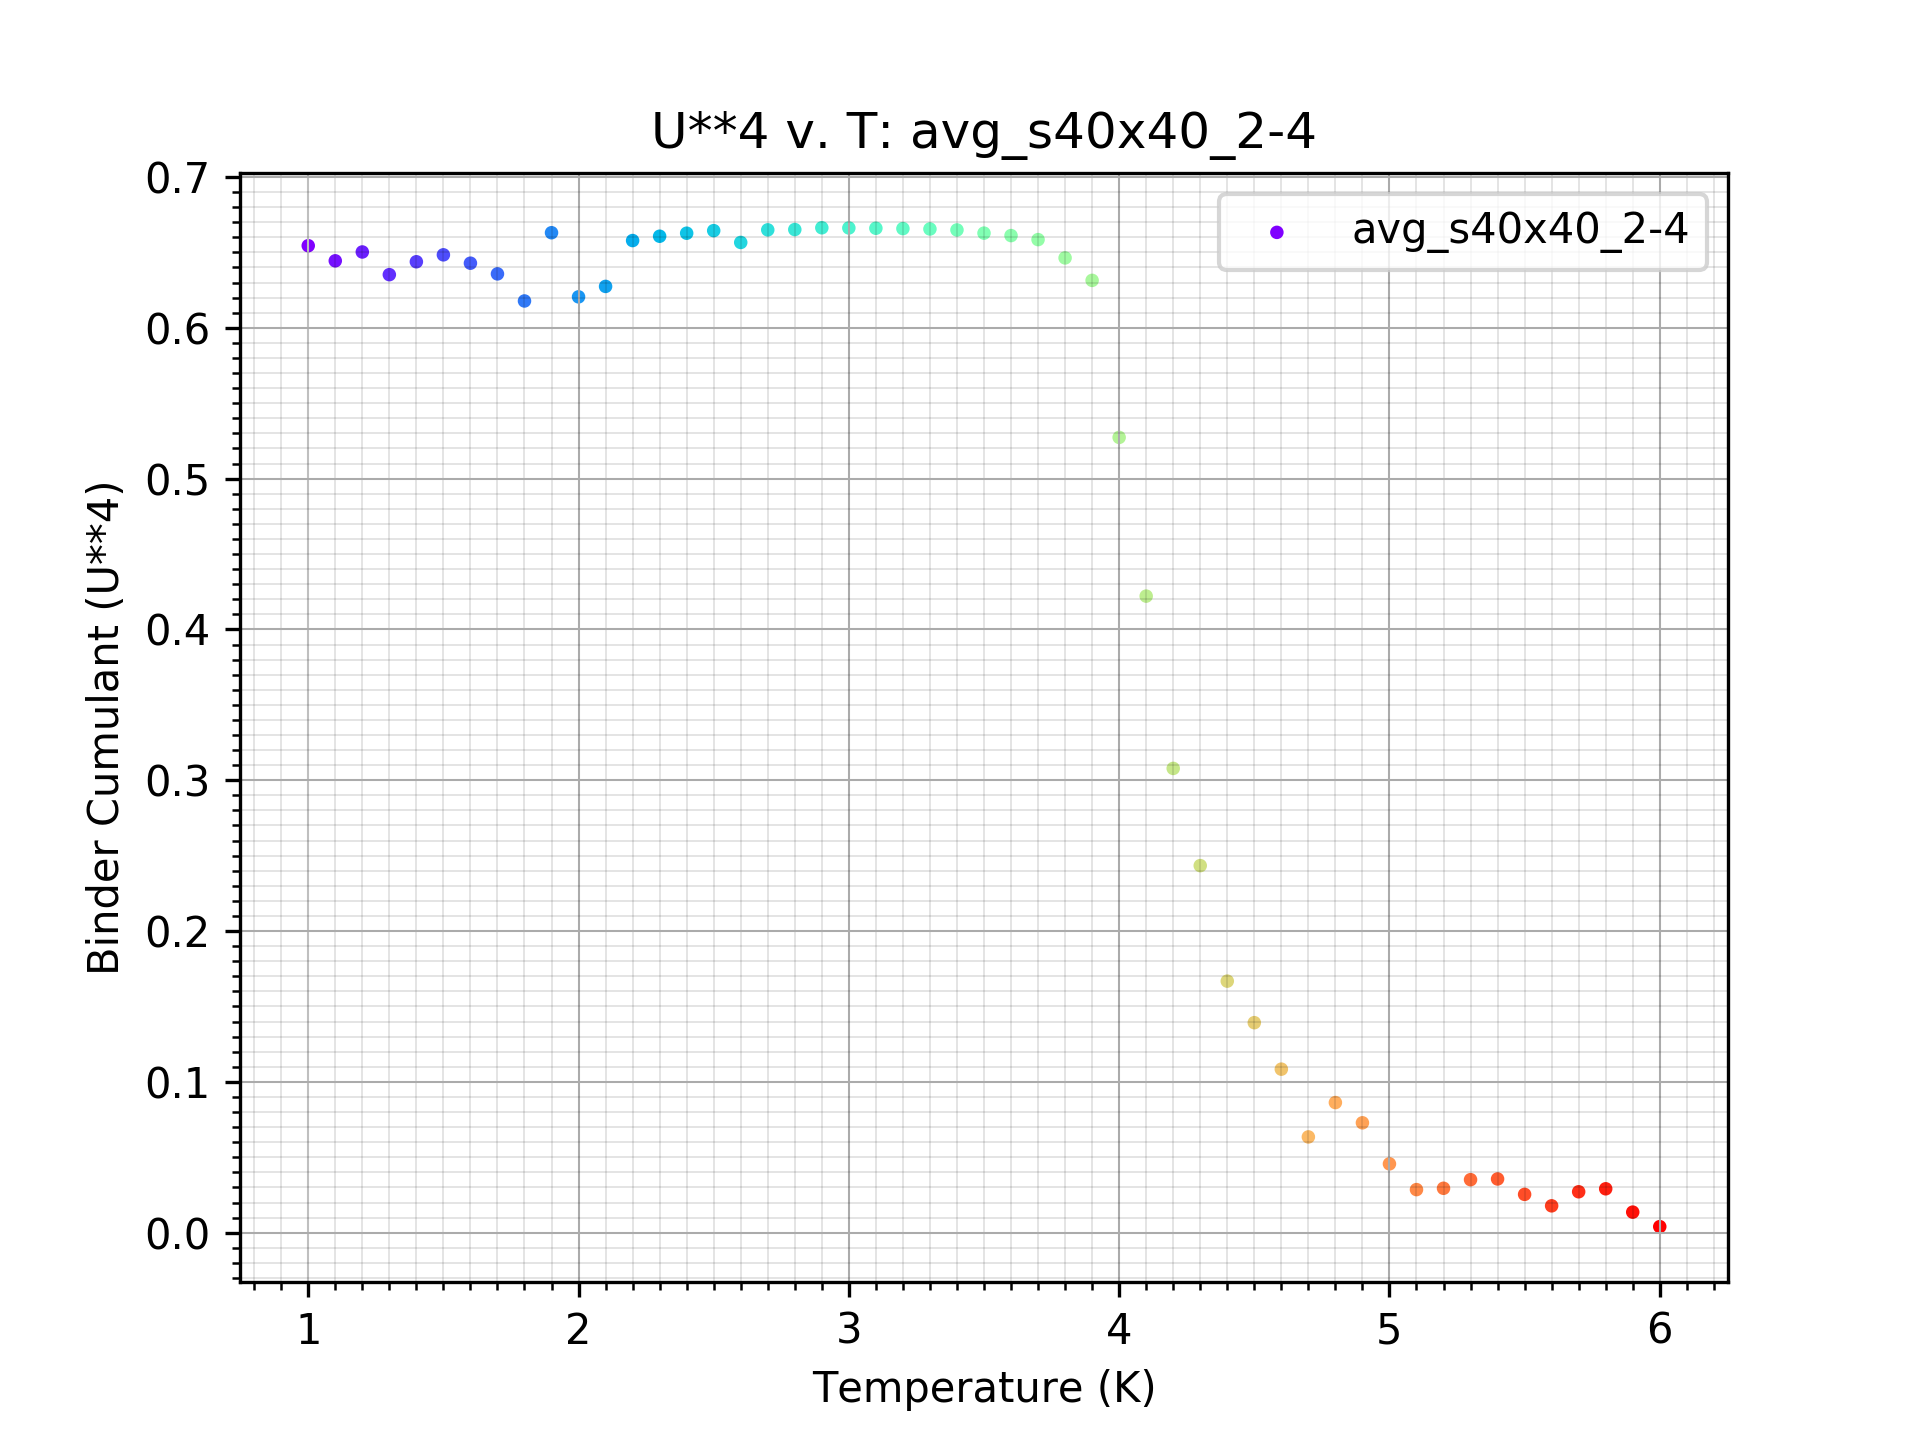 U**4 v. T: avg_s40x40_2-4
avg_s40x40_2-4
Binder Cumulant (U**4)
0.7
0.6
0.5
0.4
0.3
0.2
0.1
0.0
1 2 3 4 5 6
Temperature (K)